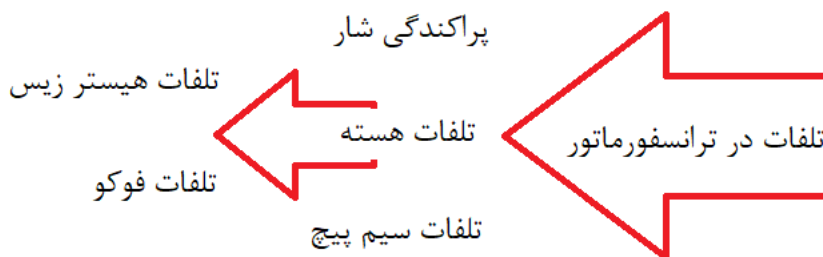 تلفات در ترانسفورماتور
پراکندگی شار
تلفات هسته
تلفات سیم پیچ
تلفات هیستر زیس
تلفات فوکو